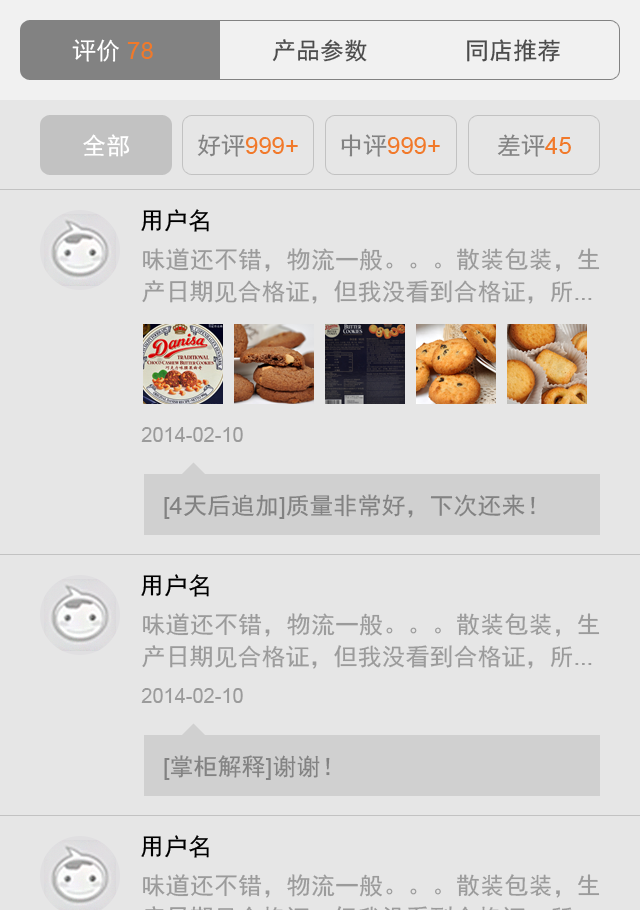 评价 78 产品参数 同店推荐
全部 好评999+ 中评999+ 差评45
用户名
味道还不错，物流一般。。。散装包装，生
产日期见合格证，但我没看到合格证，所...
Danisa
TRADITIONAL
CHOCO CASHEW BUTTER COOKIES
BUTTER
COOKIES
2014-02-10
[4天后追加]质量非常好，下次还来！
用户名
味道还不错，物流一般。。。散装包装，生
产日期见合格证，但我没看到合格证，所...
2014-02-10
[掌柜解释]谢谢！
用户名
味道还不错，物流一般。。。散装包装，生